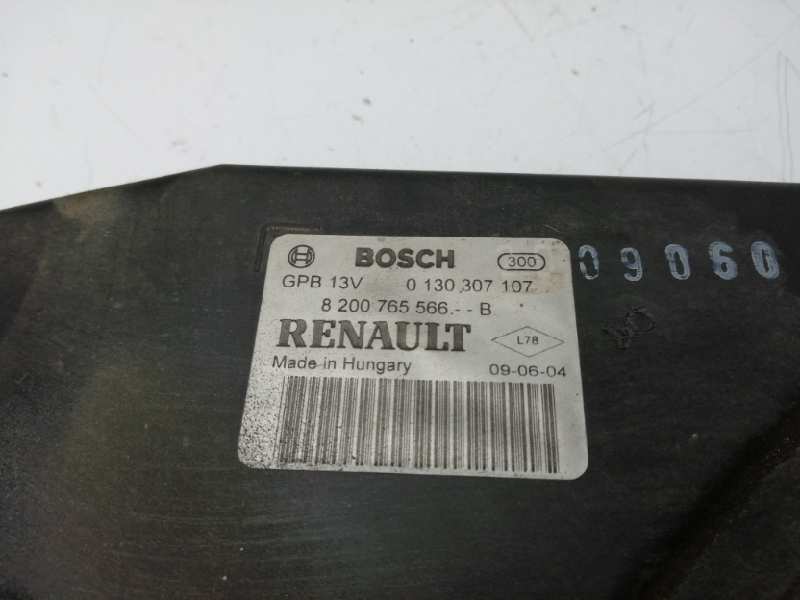 BOSCH 300
GPB 13V 0 130 307 107
8 200 765 566.-- B
RENAULT L78
Made in Hungary 09-06-04
09060